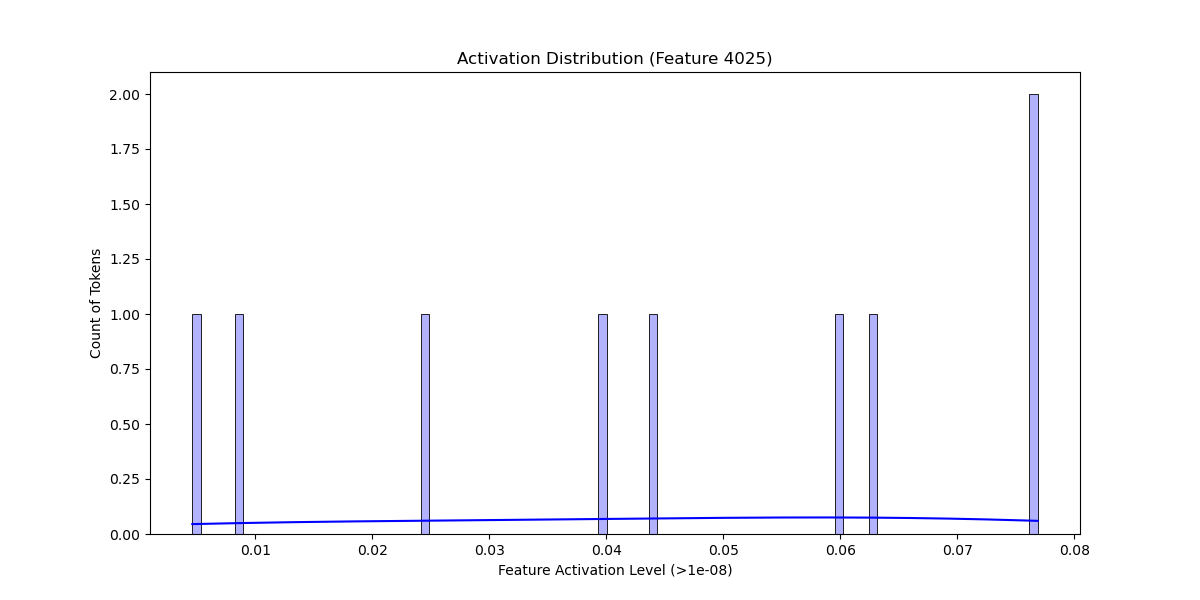 Activation Distribution (Feature 4025)
Count of Tokens
2.00
1.75
1.50
1.25
1.00
0.75
0.50
0.25
0.00
0.01 0.02 0.03 0.04 0.05 0.06 0.07 0.08
Feature Activation Level (>1e-08)